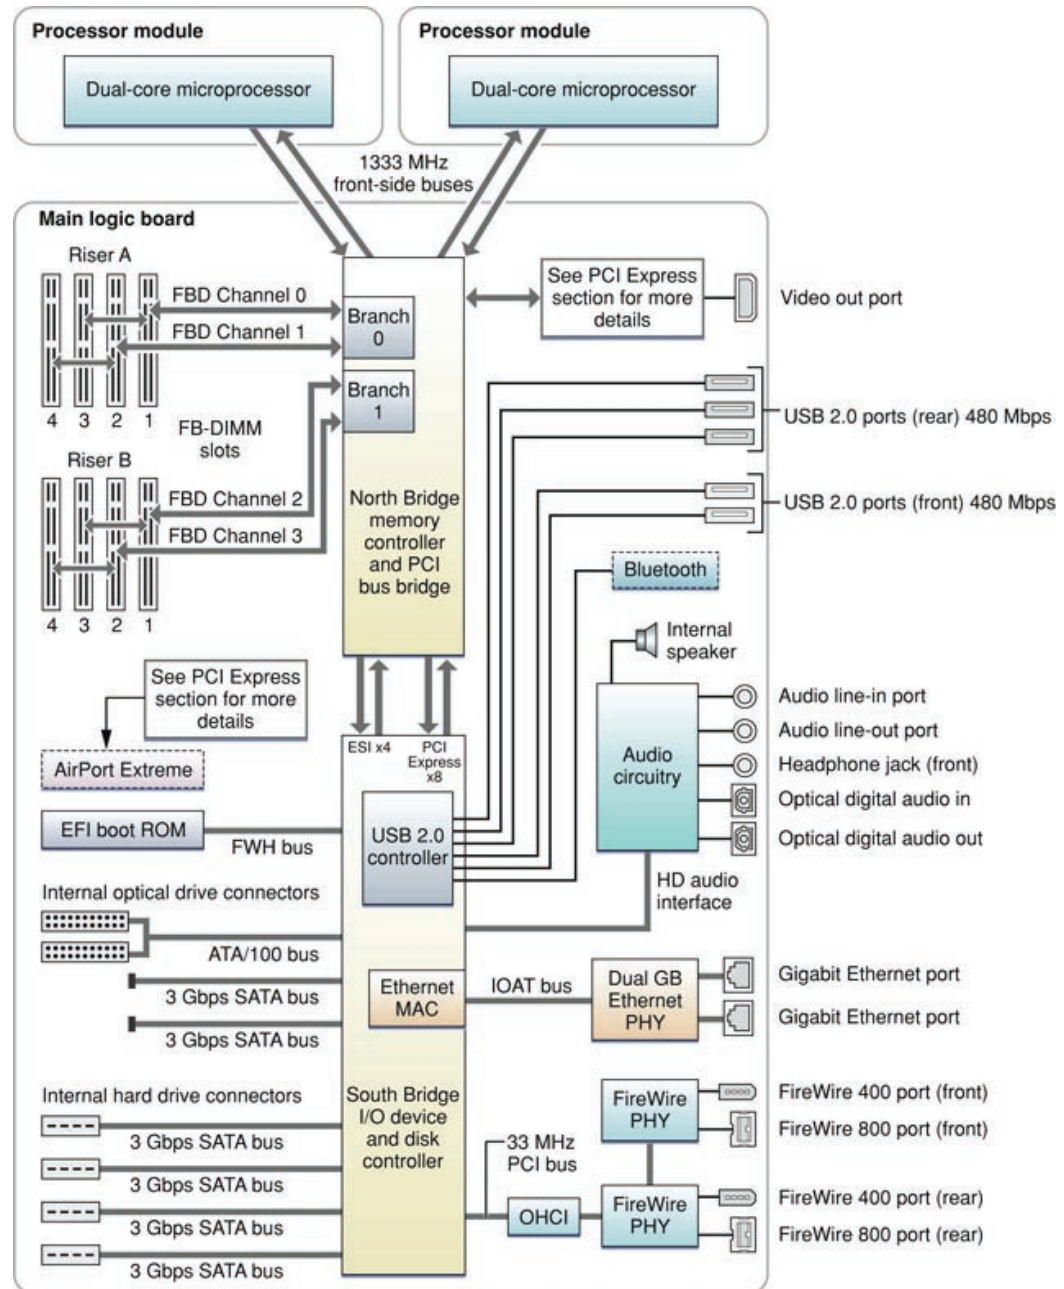 Processor module
Dual-core microprocessor
Processor module
Dual-core microprocessor
1333 MHz
front-side buses
Main logic board
Riser A
FBD Channel 0
FBD Channel 1
4 3 2 1
FB-DIMM
slots
Riser B
FBD Channel 2
FBD Channel 3
4 3 2 1
Branch
0
Branch
1
North Bridge
memory
controller
and PCI
bus bridge
See PCI Express
section for more
details
Video out port
USB 2.0 ports (rear) 480 Mbps
USB 2.0 ports (front) 480 Mbps
Bluetooth
Internal
speaker
Audio
circuitry
Audio line-in port
Audio line-out port
Headphone jack (front)
Optical digital audio in
Optical digital audio out
HD audio
interface
See PCI Express
section for more
details
AirPort Extreme
ESI x4
PCI
Express
x8
EFI boot ROM
FWH bus
USB 2.0
controller
Internal optical drive connectors
ATA/100 bus
3 Gbps SATA bus
3 Gbps SATA bus
Ethernet
MAC
IOAT bus
Dual GB
Ethernet
PHY
Gigabit Ethernet port
Gigabit Ethernet port
Internal hard drive connectors
3 Gbps SATA bus
3 Gbps SATA bus
3 Gbps SATA bus
3 Gbps SATA bus
South Bridge
I/O device
and disk
controller
33 MHz
PCI bus
OHCI
FireWire
PHY
FireWire
PHY
FireWire 400 port (front)
FireWire 800 port (front)
FireWire 400 port (rear)
FireWire 800 port (rear)